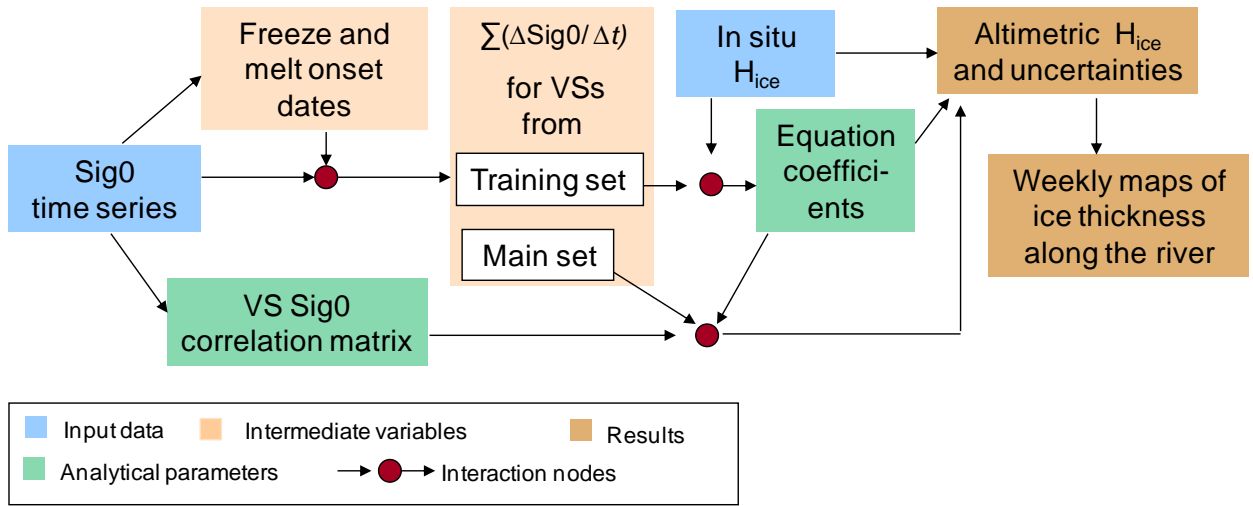 Freeze and
melt onset
dates
∑(ΔSig0/Δt)
for VSs
from
Training set
Main set
In situ
Hice
Altimetric Hice
and uncertainties
Sig0
time series
Equation
coeffici-
ents
Weekly maps of
ice thickness
along the river
VS Sig0
correlation matrix
Input data
Intermediate variables
Results
Analytical parameters
Interaction nodes